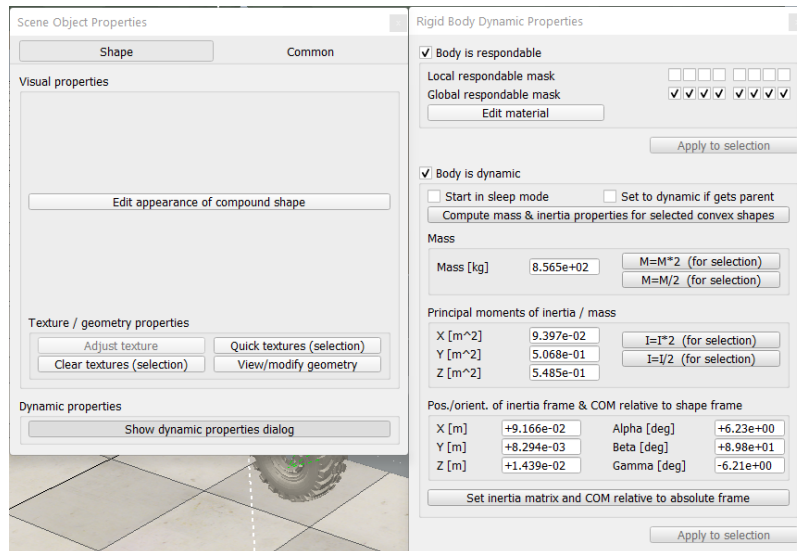 Scene Object Properties
Shape Common
Visual properties
Edit appearance of compound shape
Texture / geometry properties
Adjust texture Quick textures (selection)
Clear textures (selection) View/modify geometry
Dynamic properties
Show dynamic properties dialog
Rigid Body Dynamic Properties
Body is respondable
Local respondable mask
Global respondable mask
Edit material
Apply to selection
Body is dynamic
Start in sleep mode Set to dynamic if gets parent
Compute mass & inertia properties for selected convex shapes
Mass
Mass [kg] 8.565e+02 M=M*2 (for selection)
M=M/2 (for selection)
Principal moments of inertia / mass
X [m^2] 9.397e-02 I=I*2 (for selection)
Y [m^2] 5.068e-01 I=I/2 (for selection)
Z [m^2] 5.485e-01
Pos./orient. of inertia frame & COM relative to shape frame
X [m] +9.166e-02 Alpha [deg] +6.23e+00
Y [m] +8.294e-03 Beta [deg] +8.98e+01
Z [m] +1.439e-02 Gamma [deg] -6.21e+00
Set inertia matrix and COM relative to absolute frame
Apply to selection